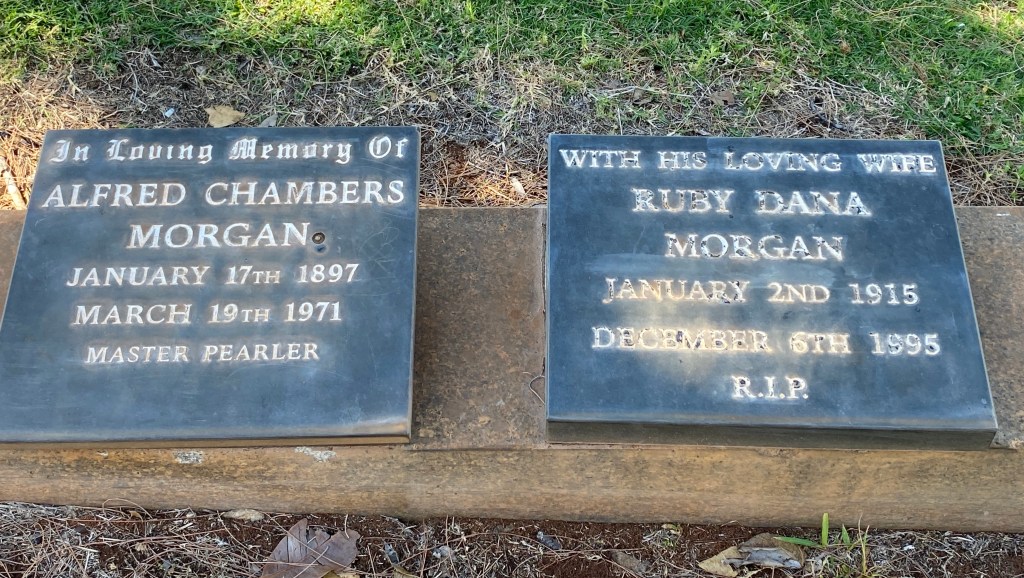 In Loving Memory Of
ALFRED CHAMBERS
MORGAN
JANUARY 17TH 1897
MARCH 19TH 1971
MASTER PEARLER
WITH HIS LOVING WIFE
RUBY DANA
MORGAN
JANUARY 2ND 1915
DECEMBER 6TH 1995
R.I.P.